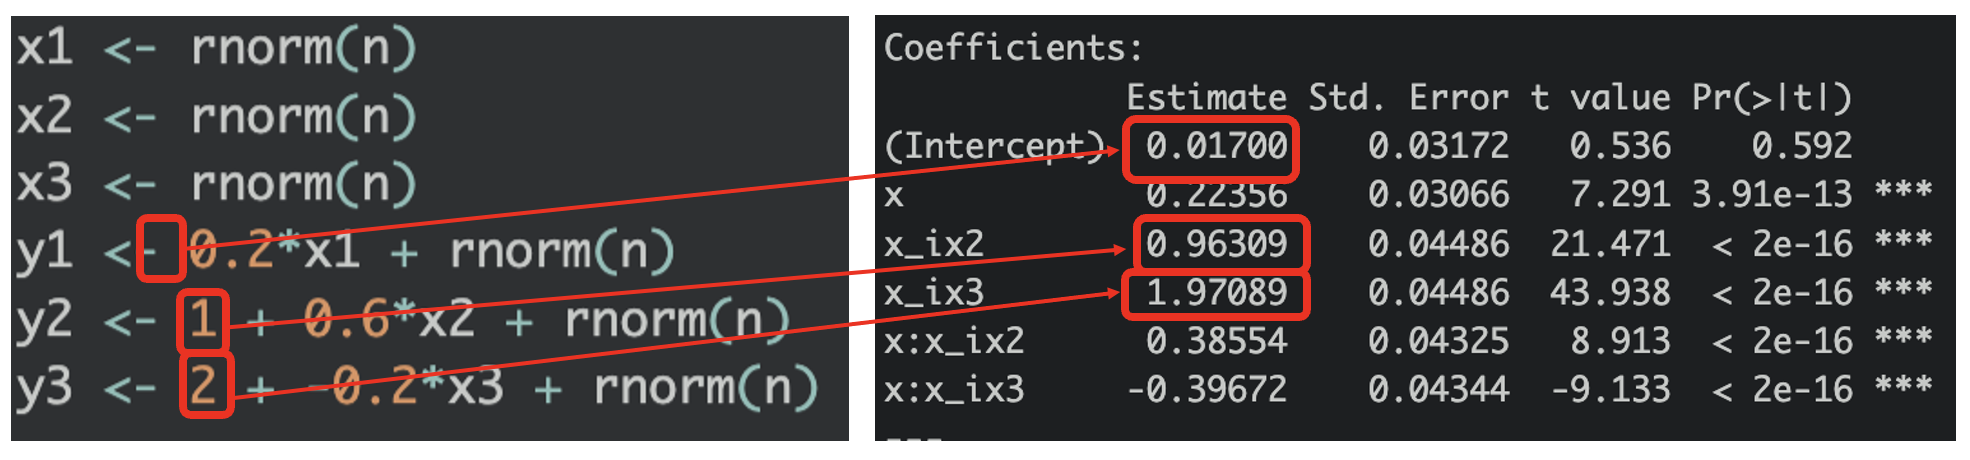 x1 <- rnorm(n)
x2 <- rnorm(n)
x3 <- rnorm(n)
y1 <- 0.2*x1 + rnorm(n)
y2 <- 1 + 0.6*x2 + rnorm(n)
y3 <- 2 + -0.2*x3 + rnorm(n)
Coefficients:
Estimate Std. Error t value Pr(>|t|)
(Intercept) 0.01700 0.03172 0.536 0.592
x 0.22356 0.03066 7.291 3.91e-13 ***
x_ix2 0.96309 0.04486 21.471 < 2e-16 ***
x_ix3 1.97089 0.04486 43.938 < 2e-16 ***
x:x_ix2 0.38554 0.04325 8.913 < 2e-16 ***
x:x_ix3 -0.39672 0.04344 -9.133 < 2e-16 ***
---